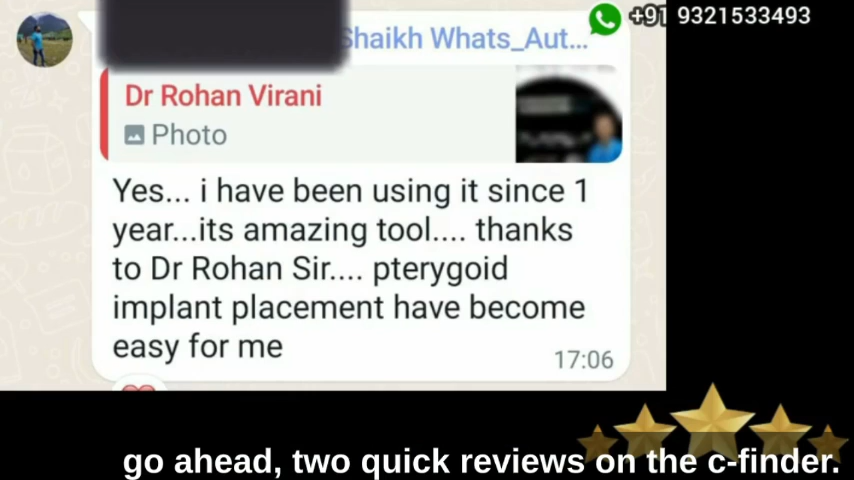 +91 9321533493
Shaikh Whats_Aut...
Dr Rohan Virani
Photo
Yes... i have been using it since 1
year...its amazing tool.... thanks
to Dr Rohan Sir.... pterygoid
implant placement have become
easy for me
17:06
go ahead, two quick reviews on the c-finder.